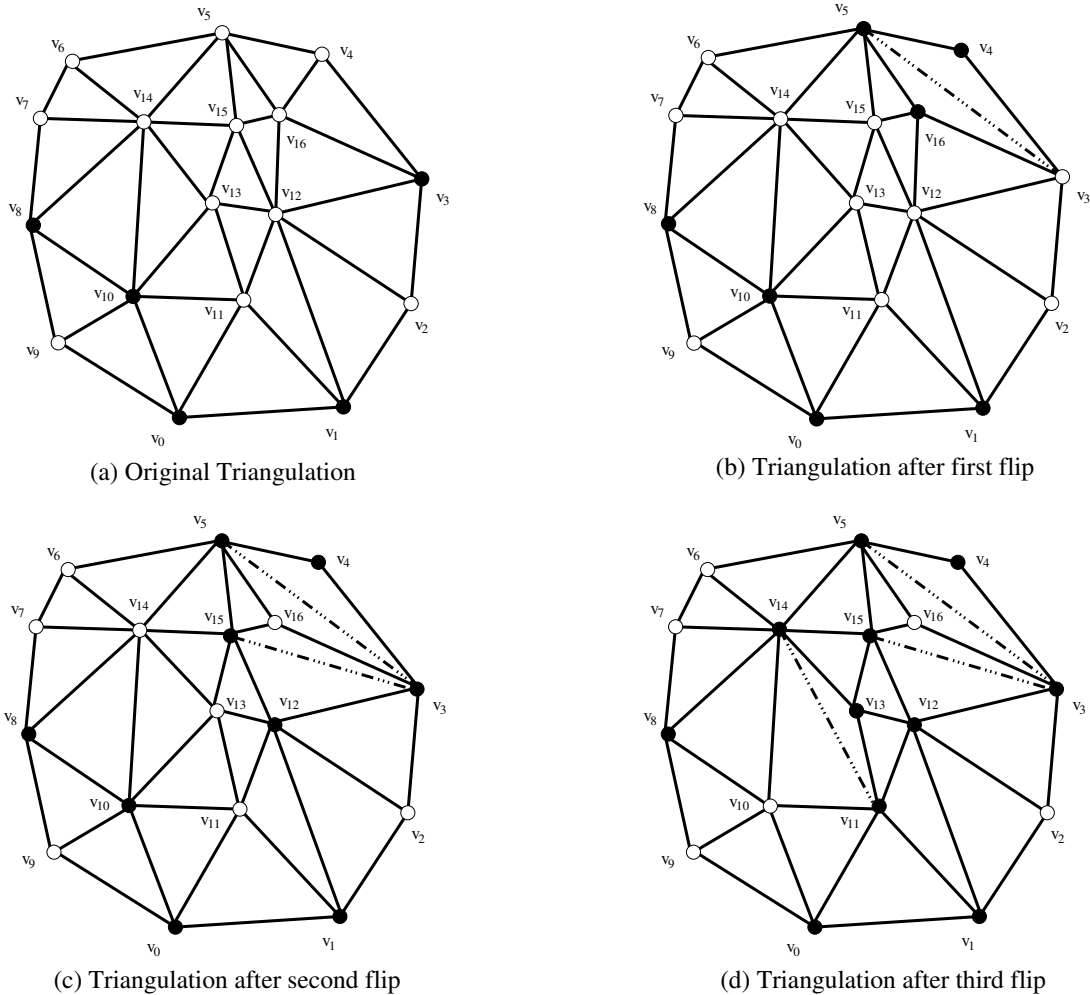 v5
v6
v4
v7
v14
v15
v16
v13
v12
v3
v8
v10
v11
v2
v9
v0
v1
(a) Original Triangulation
v5
v6
v4
v7
v14
v15
v16
v13
v12
v3
v8
v10
v11
v2
v9
v0
v1
(b) Triangulation after first flip
v5
v6
v4
v7
v14
v15
v16
v13
v12
v3
v8
v10
v11
v2
v9
v0
v1
(c) Triangulation after second flip
v5
v6
v4
v7
v14
v15
v16
v13
v12
v3
v8
v10
v11
v2
v9
v0
v1
(d) Triangulation after third flip